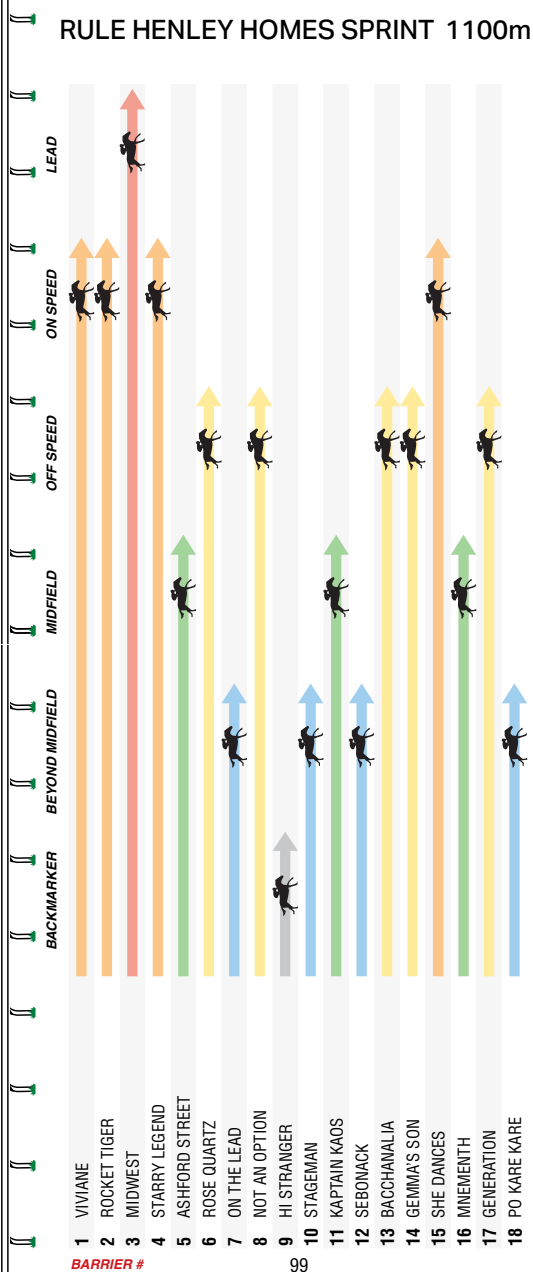 RULE HENLEY HOMES SPRINT 1100m
LEAD
ON SPEED
OFF SPEED
MIDFIELD
BEYOND MIDFIELD
BACKMARKER
1 VIVIANE
2 ROCKET TIGER
3 MIDWEST
4 STARRY LEGEND
5 ASHFORD STREET
6 ROSE QUARTZ
7 ON THE LEAD
8 NOT AN OPTION
9 HI STRANGER
10 STAGEMAN
11 KAPTAIN KAOS
12 SEBONACK
13 BACCHANALIA
14 GEMMA'S SON
15 SHE DANCES
16 MNEMENTH
17 GENERATION
18 PO KARE KARE
BARRIER #
99